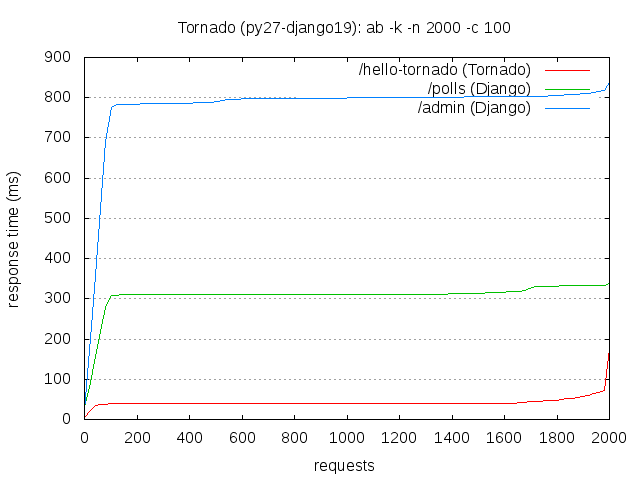 Tornado (py27-django19): ab -k -n 2000 -c 100
900
800
700
600
500
400
300
200
100
0
response time (ms)
/hello-tornado (Tornado)
/polls (Django)
/admin (Django)
0 200 400 600 800 1000 1200 1400 1600 1800 2000
requests